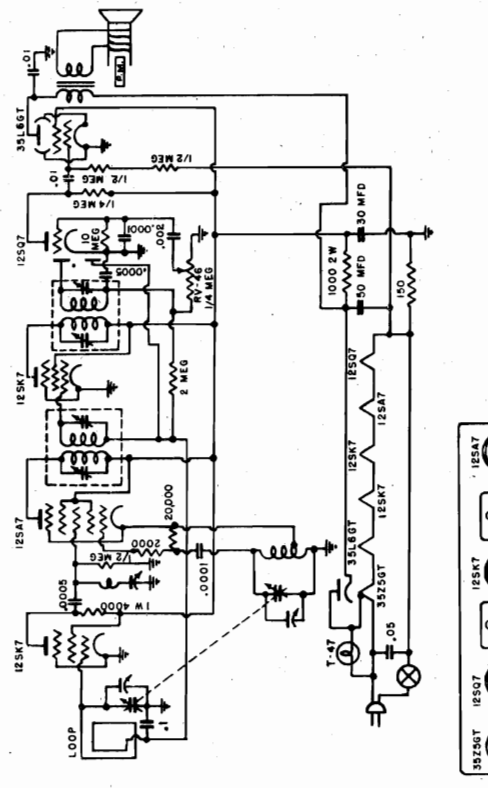 LOOP
.1
12SK7
1W 4000
.0005
1/2 MEG
2000
20,000
.0001
12SA7
12SK7
2 MEG
12SQ7
10 MEG
.0005
.0001
.002
RV-46
1/4 MEG
1/4 MEG
.01
1/2 MEG
1/2 MEG
35L6GT
.01
P.M.
T-47
.05
35Z5GT
35L6GT
12SK7
12SK7
12SA7
12SQ7
50 MFD
1000 2W
30 MFD
150
35Z5GT
12SQ7
12SK7
12SA7